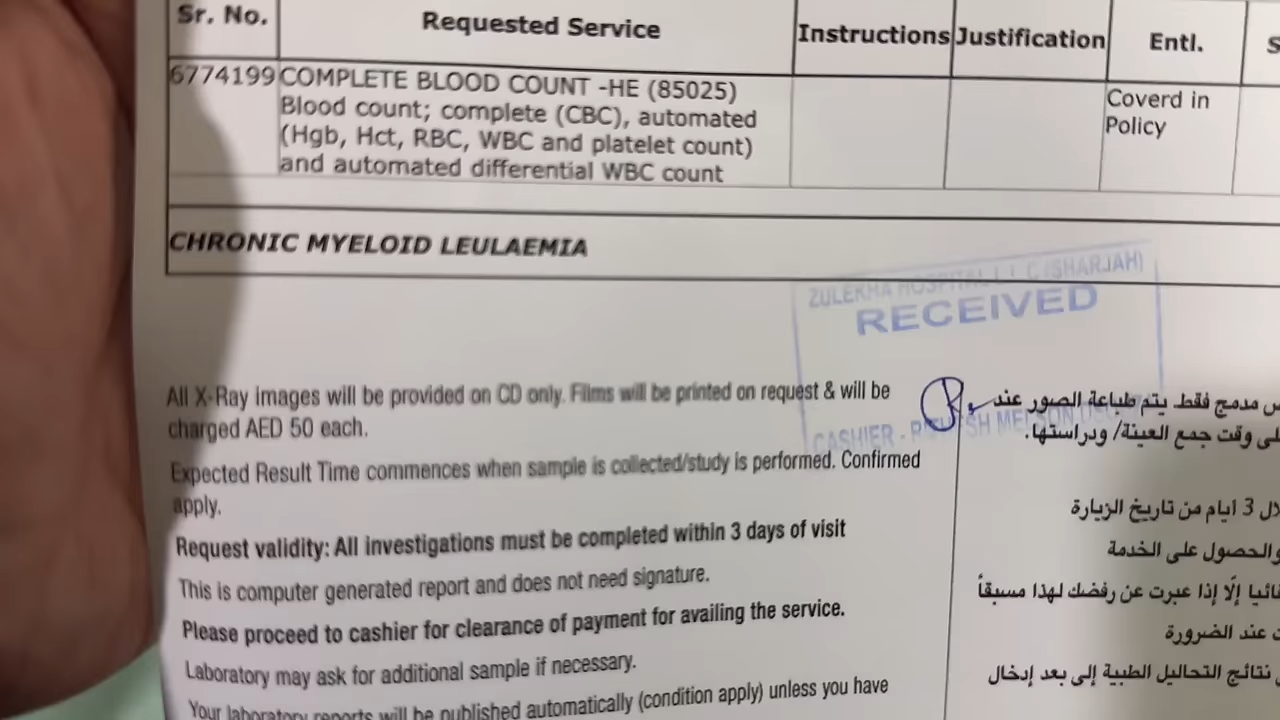 Sr. No. Requested Service Instructions Justification Entl. S
6774199 COMPLETE BLOOD COUNT -HE (85025)
Blood count; complete (CBC), automated
(Hgb, Hct, RBC, WBC and platelet count)
and automated differential WBC count
Coverd in
Policy
CHRONIC MYELOID LEULAEMIA
ZULEKHA HOSPITAL L L C (SHARJAH)
RECEIVED
CASHIER -
All X-Ray images will be provided on CD only. Films will be printed on request & will be
charged AED 50 each.
Expected Result Time commences when sample is collected/study is performed. Confirmed
apply.
Request validity: All investigations must be completed within 3 days of visit
This is computer generated report and does not need signature.
Please proceed to cashier for clearance of payment for availing the service.
Laboratory may ask for additional sample if necessary.
Your laboratory reports will be published automatically (condition apply) unless you have
مدمج فقط يتم طباعة الصور عند
وقت جمع العينة/ ودراستها.
3 أيام من تاريخ الزيارة
والحصول على الخدمة
إلّا إذا عبرت عن رفضك لهذا مسبقاً
عند الضرورة
نتائج التحاليل الطبية إلى بعد إدخال